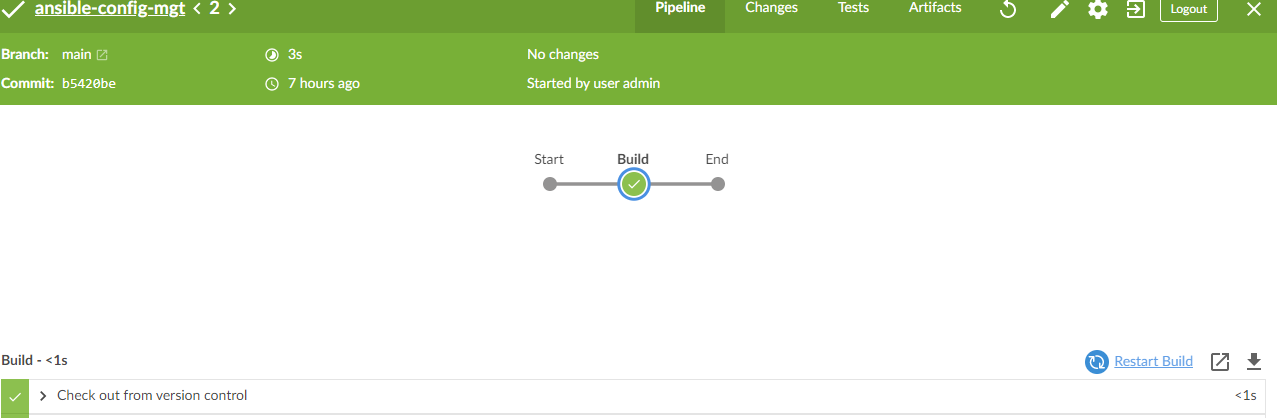 ansible-config-mgt < 2 > Pipeline Changes Tests Artifacts Logout
Branch: main 3s No changes
Commit: b5420be 7 hours ago Started by user admin
Start Build End
Build - <1s Restart Build
Check out from version control <1s